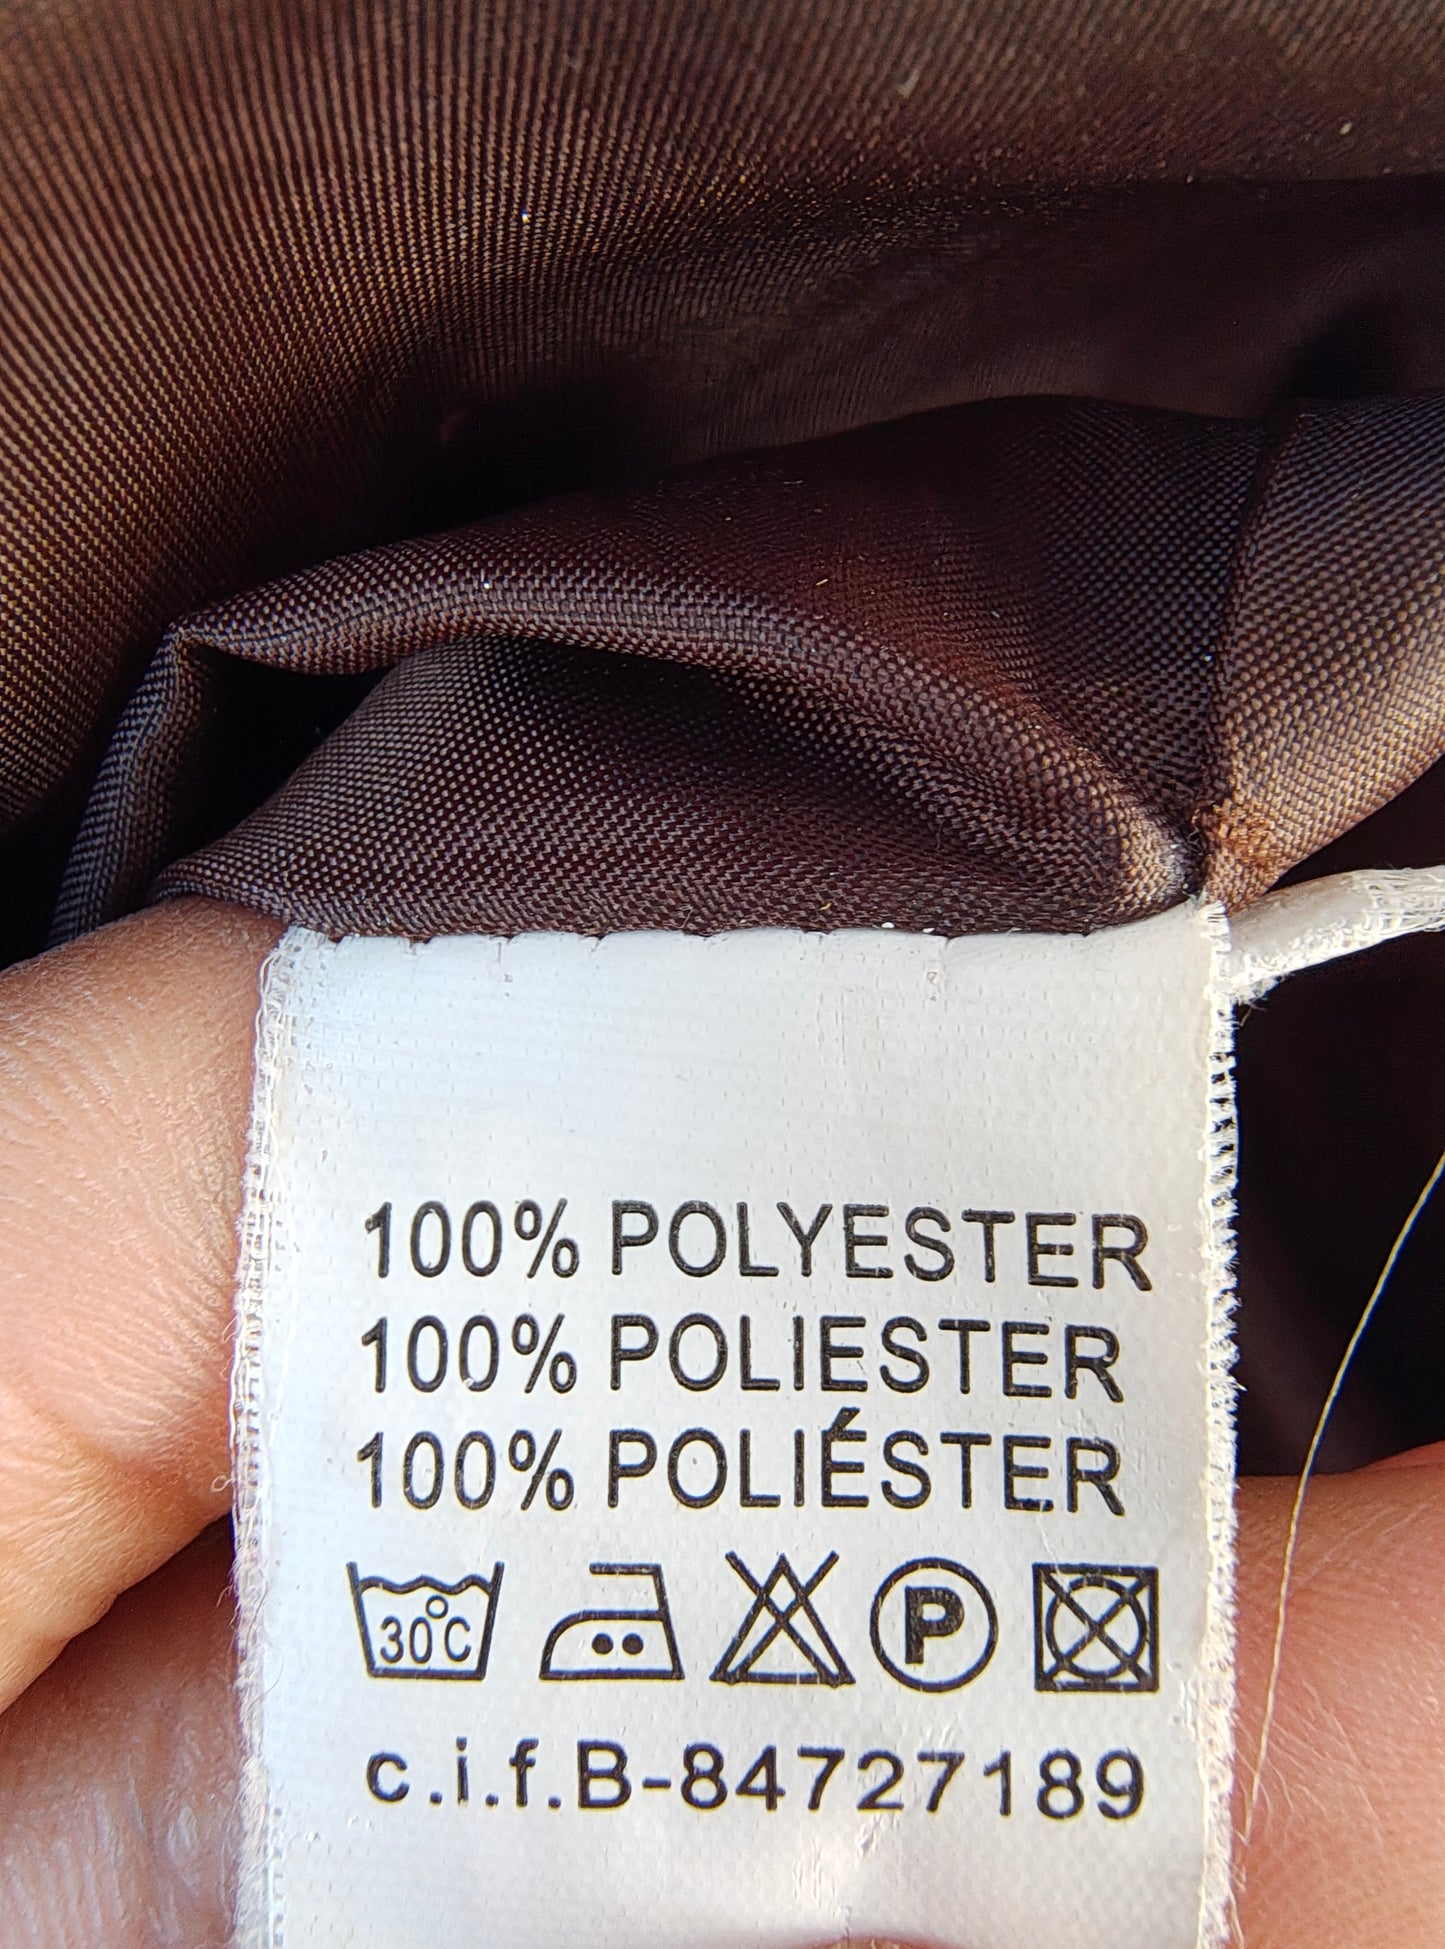 100% POLYESTER
100% POLIESTER
100% POLIÉSTER
30°C P
c.i.f.B-84727189